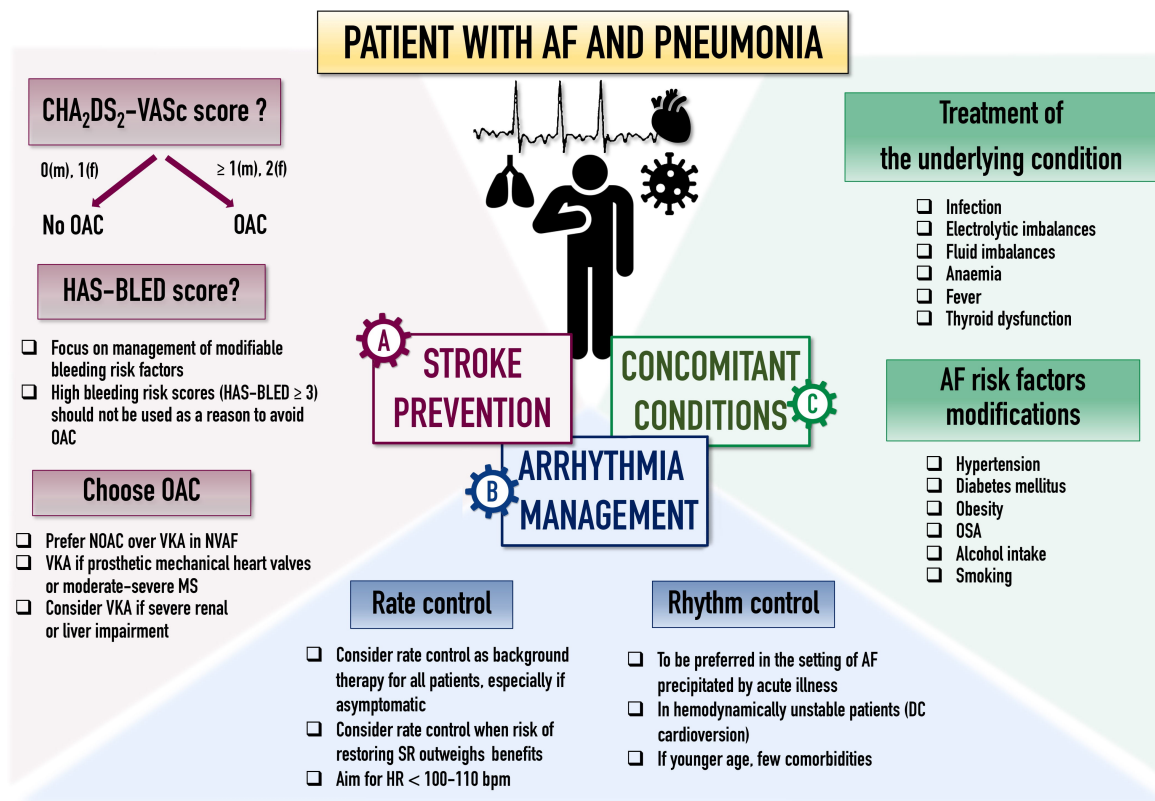 PATIENT WITH AF AND PNEUMONIA
CHA₂DS₂-VASc score ?
0(m), 1(f)
≥ 1(m), 2(f)
No OAC
OAC
HAS-BLED score?
❑ Focus on management of modifiable
bleeding risk factors
❑ High bleeding risk scores (HAS-BLED ≥ 3)
should not be used as a reason to avoid
OAC
Choose OAC
❑ Prefer NOAC over VKA in NVAF
❑ VKA if prosthetic mechanical heart valves
or moderate-severe MS
❑ Consider VKA if severe renal
or liver impairment
A
STROKE
PREVENTION
B
ARRHYTHMIA
MANAGEMENT
CONCOMITANT
CONDITIONS
C
Rate control
❑ Consider rate control as background
therapy for all patients, especially if
asymptomatic
❑ Consider rate control when risk of
restoring SR outweighs benefits
❑ Aim for HR < 100-110 bpm
Rhythm control
❑ To be preferred in the setting of AF
precipitated by acute illness
❑ In hemodynamically unstable patients (DC
cardioversion)
❑ If younger age, few comorbidities
Treatment of
the underlying condition
❑ Infection
❑ Electrolytic imbalances
❑ Fluid imbalances
❑ Anaemia
❑ Fever
❑ Thyroid dysfunction
AF risk factors
modifications
❑ Hypertension
❑ Diabetes mellitus
❑ Obesity
❑ OSA
❑ Alcohol intake
❑ Smoking